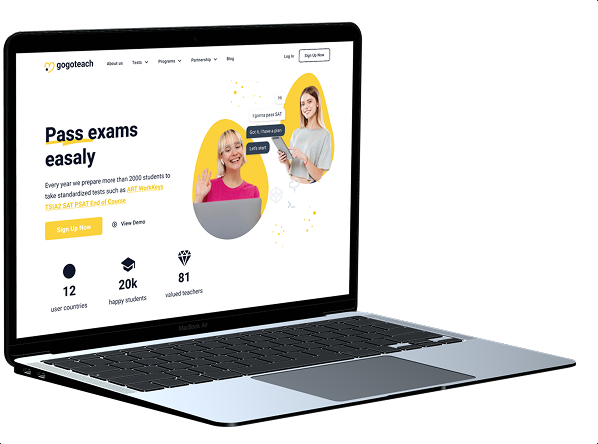 gogoteach
About us
Tests
Programs
Partnership
Blog
Log In
Sign Up Now
Pass exams
easaly
Every year we prepare more than 2000 students to
take standardized tests such as ART WorkKeys
TSIA2 SAT PSAT End of Course
Sign Up Now
View Demo
Hi
I gonna pass SAT
Got it, I have a plan
Let's start
12
user countries
20k
happy students
81
valued teachers
MacBook Air